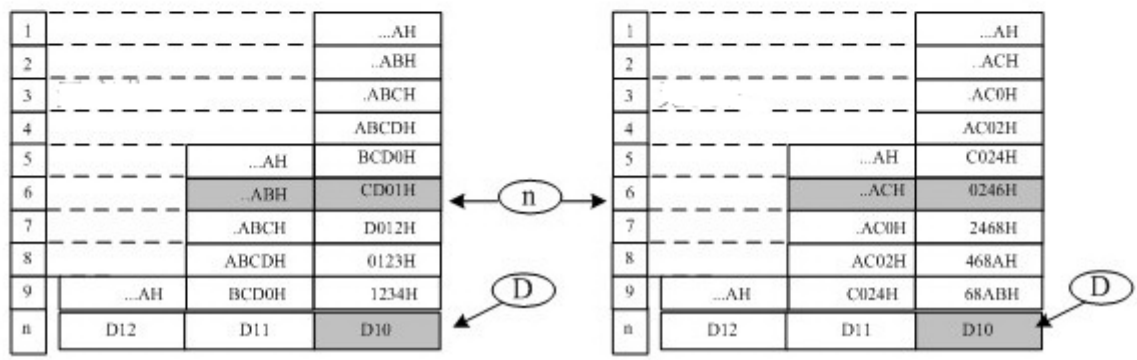 1 ...AH
2 ..ABH
3 .ABCH
4 ABCDH
5 ...AH BCD0H
6 ..ABH CD01H
7 .ABCH D012H
8 ABCDH 0123H
9 ...AH BCD0H 1234H
n D12 D11 D10
n
D
1 ...AH
2 ..ACH
3 .AC0H
4 AC02H
5 ...AH C024H
6 ..ACH 0246H
7 .AC0H 2468H
8 AC02H 468AH
9 ...AH C024H 68ABH
n D12 D11 D10
D